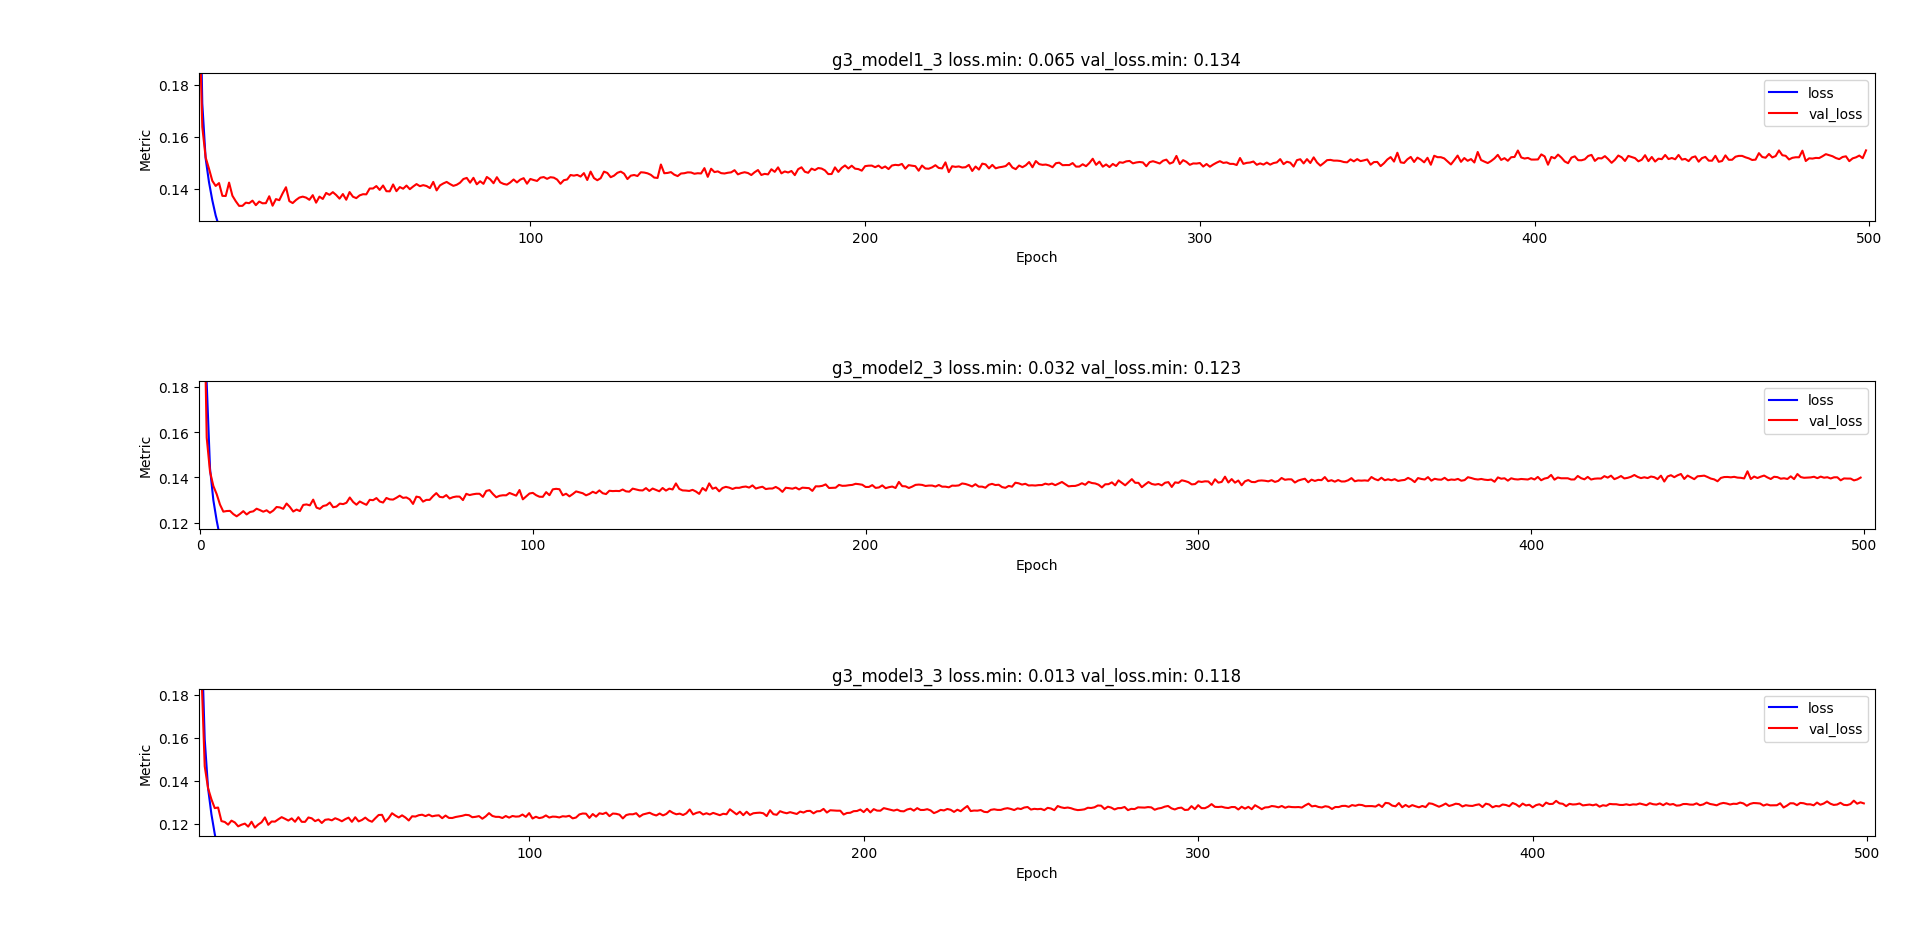 g3_model1_3 loss.min: 0.065 val_loss.min: 0.134
0.18
0.16
0.14
Metric
loss
val_loss
100
200
300
400
500
Epoch
g3_model2_3 loss.min: 0.032 val_loss.min: 0.123
0.18
0.16
0.14
0.12
Metric
loss
val_loss
0
100
200
300
400
500
Epoch
g3_model3_3 loss.min: 0.013 val_loss.min: 0.118
0.18
0.16
0.14
0.12
Metric
loss
val_loss
100
200
300
400
500
Epoch